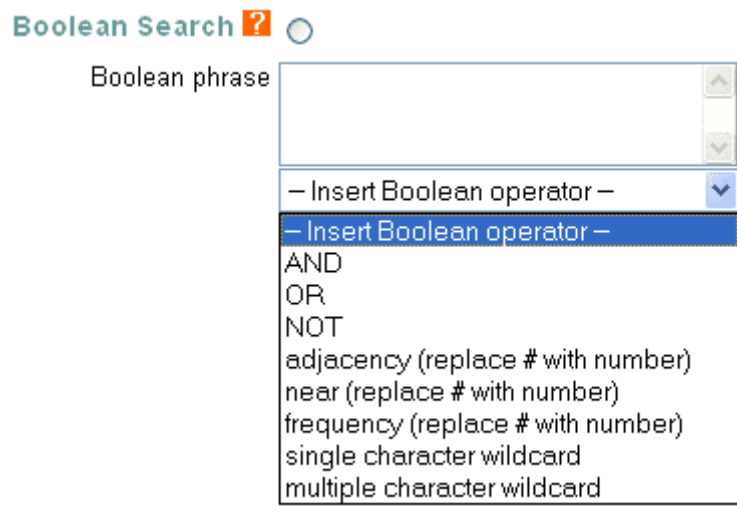 Boolean Search ?
Boolean phrase
– Insert Boolean operator –
– Insert Boolean operator –
AND
OR
NOT
adjacency (replace # with number)
near (replace # with number)
frequency (replace # with number)
single character wildcard
multiple character wildcard